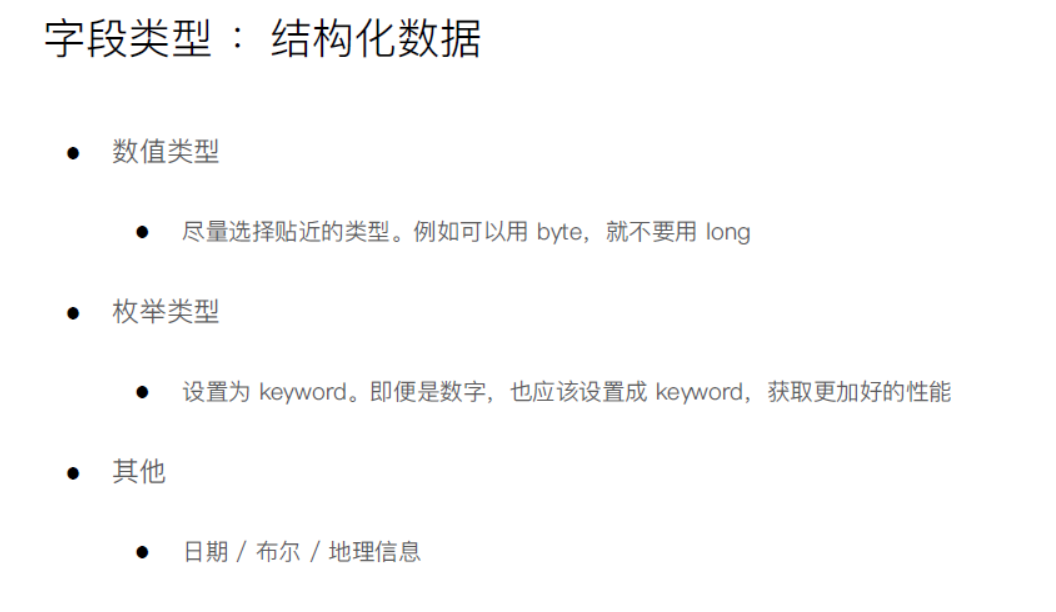 字段类型 ： 结构化数据
● 数值类型
● 尽量选择贴近的类型。例如可以用 byte，就不要用 long
● 枚举类型
● 设置为 keyword。即便是数字，也应该设置成 keyword，获取更加好的性能
● 其他
● 日期 / 布尔 / 地理信息